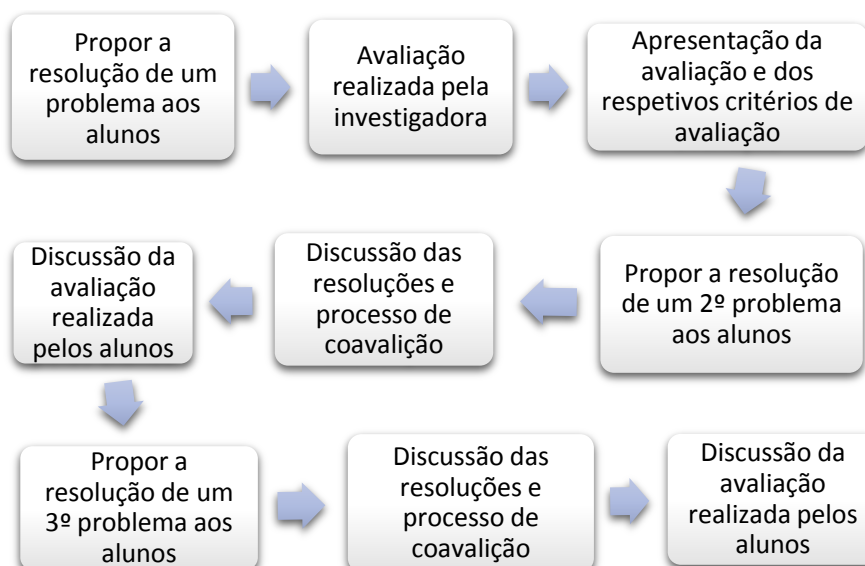 Propor a
resolução de um
problema aos
alunos
Avaliação
realizada pela
investigadora
Apresentação da
avaliação e dos
respetivos critérios de
avaliação
Propor a resolução
de um 2º problema
aos alunos
Discussão das
resoluções e
processo de
coavalição
Discussão da
avaliação
realizada
pelos alunos
Propor a
resolução de um
3º problema aos
alunos
Discussão das
resoluções e
processo de
coavalição
Discussão da
avaliação
realizada pelos
alunos